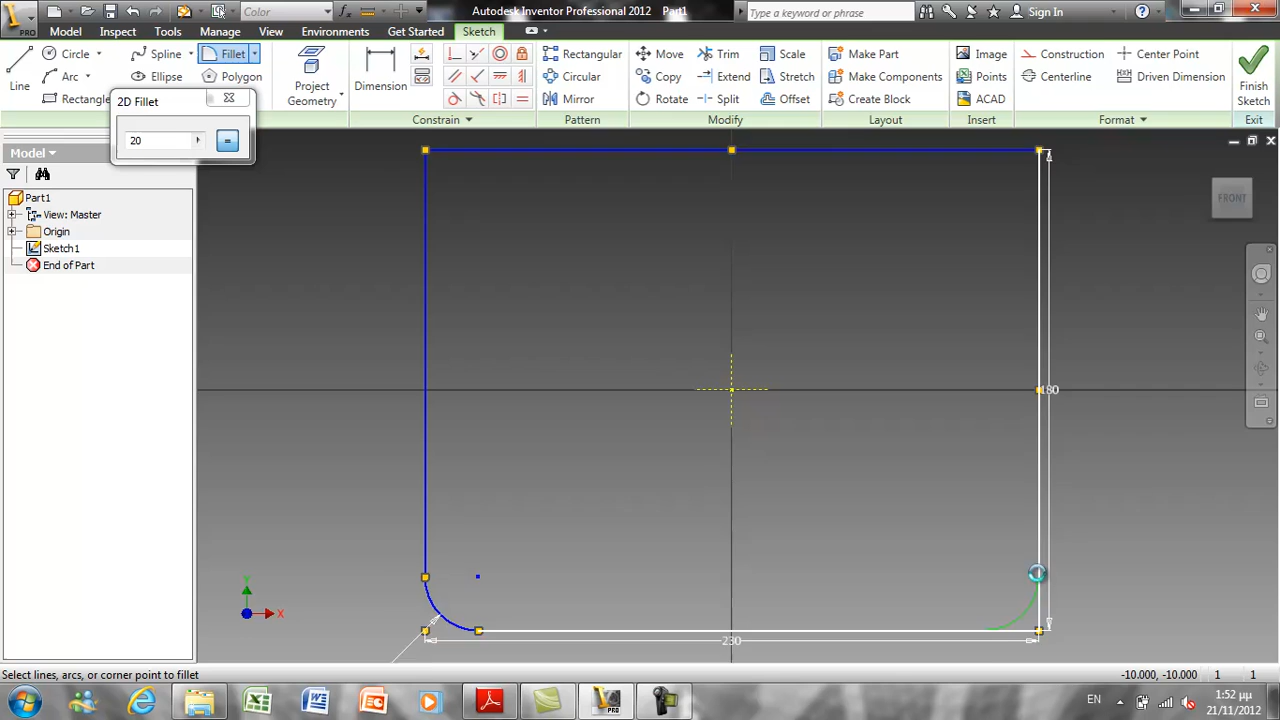 PRO
Color
Autodesk Inventor Professional 2012 Part1
Type a keyword or phrase
Sign In
Model Inspect Tools Manage View Environments Get Started Sketch
Line
Circle
Arc
Rectangle
Spline
Ellipse
Fillet
Polygon
Project
Geometry
Dimension
Constrain
Rectangular
Circular
Mirror
Pattern
Move
Copy
Rotate
Trim
Extend
Split
Scale
Stretch
Offset
Modify
Make Part
Make Components
Create Block
Layout
Image
Points
ACAD
Insert
Construction
Centerline
Center Point
Driven Dimension
Format
Finish
Sketch
Exit
2D Fillet
20
=
Model
Part1
View: Master
Origin
Sketch1
End of Part
FRONT
180
230
Y
X
Select lines, arcs, or corner point to fillet
-10.000, -10.000 1 1
EN
1:52 μμ
21/11/2012